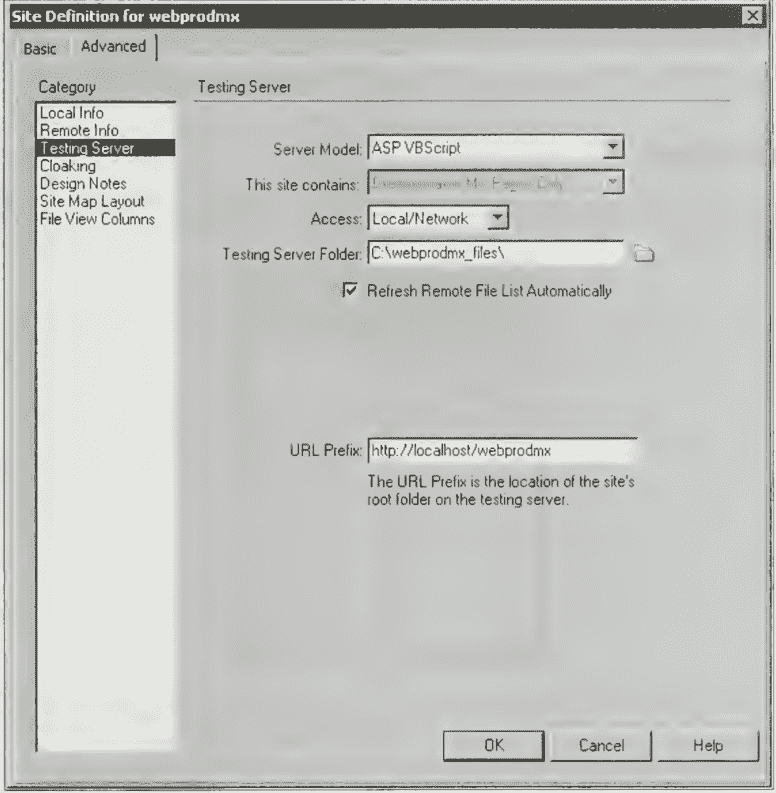 Site Definition for webprodmx
Basic Advanced
Category
Local Info
Remote Info
Testing Server
Cloaking
Design Notes
Site Map Layout
File View Columns
Testing Server
Server Model: ASP VBScript
This site contains: Pages Only
Access: Local/Network
Testing Server Folder: C:\webprodmx_files\
Refresh Remote File List Automatically
URL Prefix: http://localhost/webprodmx
The URL Prefix is the location of the site's
root folder on the testing server.
OK Cancel Help